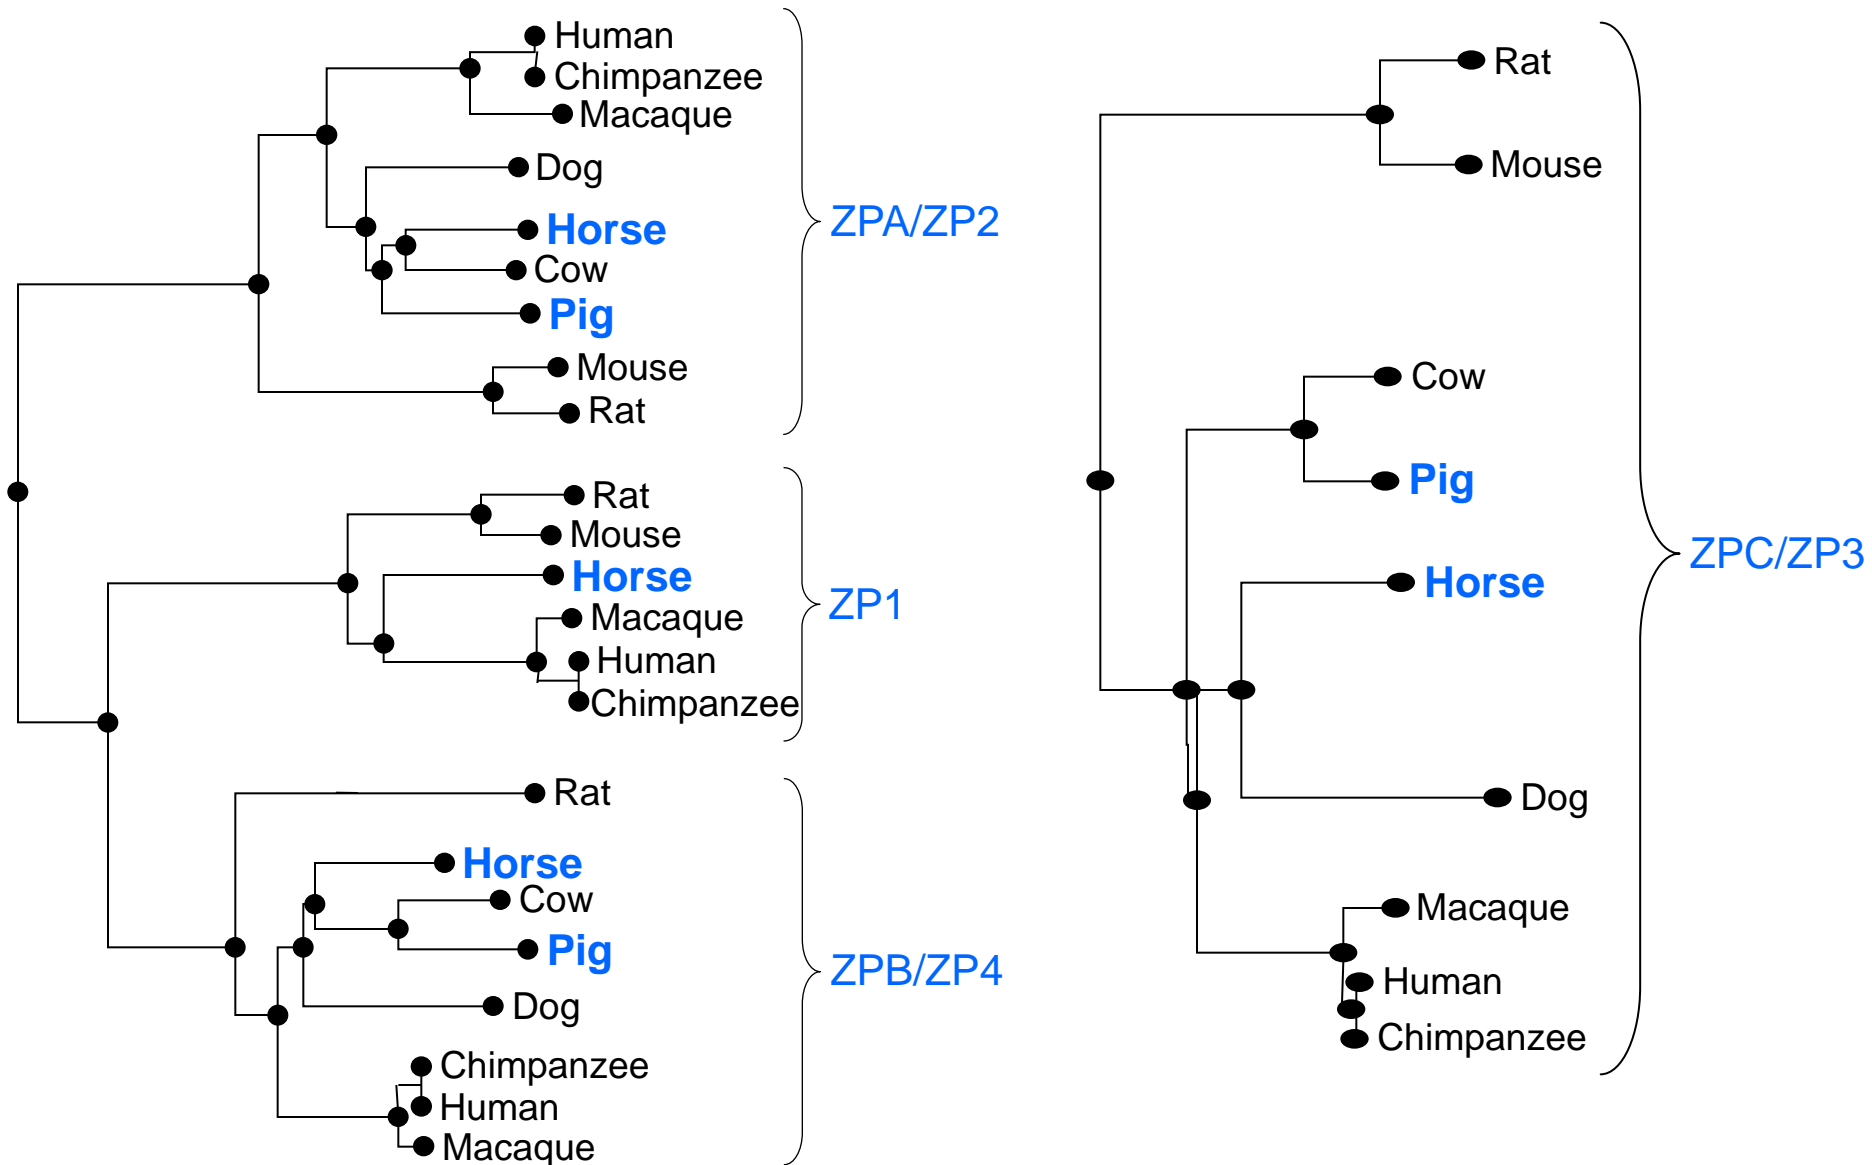 Human
Chimpanzee
Macaque
Dog
Horse
Cow
Pig
Mouse
Rat
ZPA/ZP2
Rat
Mouse
Horse
Macaque
Human
Chimpanzee
ZP1
Rat
Horse
Cow
Pig
Dog
Chimpanzee
Human
Macaque
ZPB/ZP4
Rat
Mouse
Cow
Pig
Horse
Dog
Macaque
Human
Chimpanzee
ZPC/ZP3